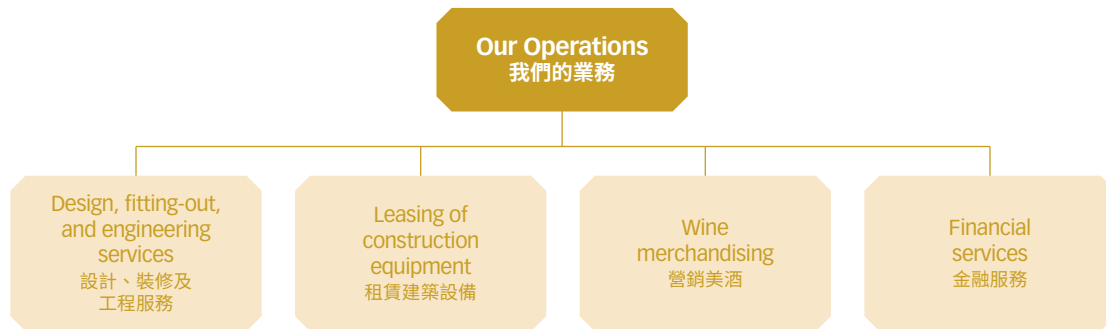 Our Operations
我們的業務
Design, fitting-out,
and engineering
services
設計、裝修及
工程服務
Leasing of
construction
equipment
租賃建築設備
Wine
merchandising
營銷美酒
Financial
services
金融服務